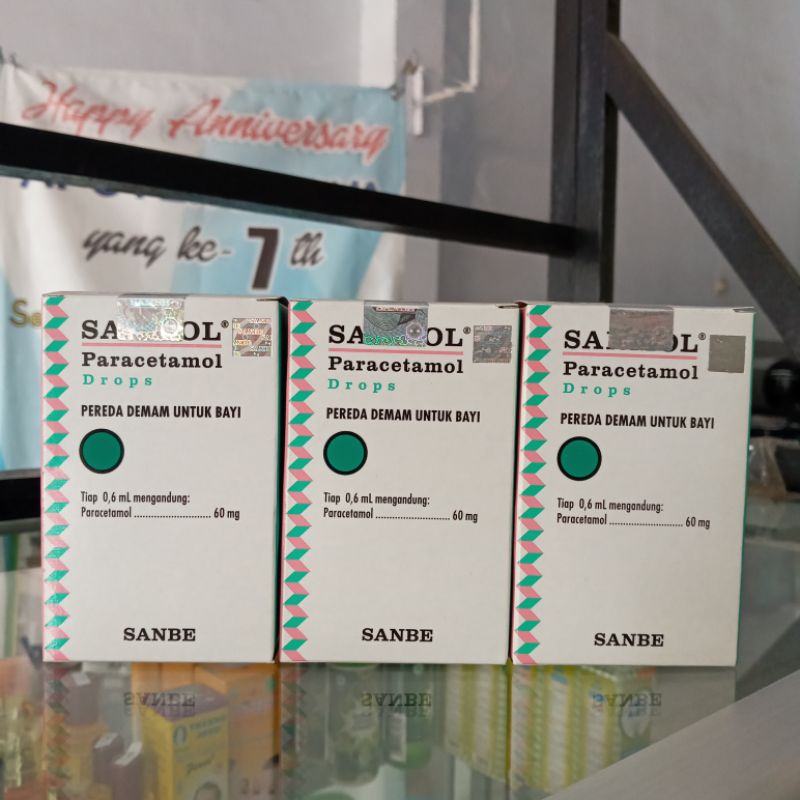 Happy Anniversary
yang ke-7 th
Paracetamol
Drops
PEREDA DEMAM UNTUK BAYI
Tiap 0,6 mL mengandung:
Paracetamol ............................ 60 mg
SANBE
Paracetamol
Drops
PEREDA DEMAM UNTUK BAYI
Tiap 0,6 mL mengandung:
Paracetamol ............................ 60 mg
SANBE
Paracetamol
Drops
PEREDA DEMAM UNTUK BAYI
Tiap 0,6 mL mengandung:
Paracetamol ............................ 60 mg
SANBE